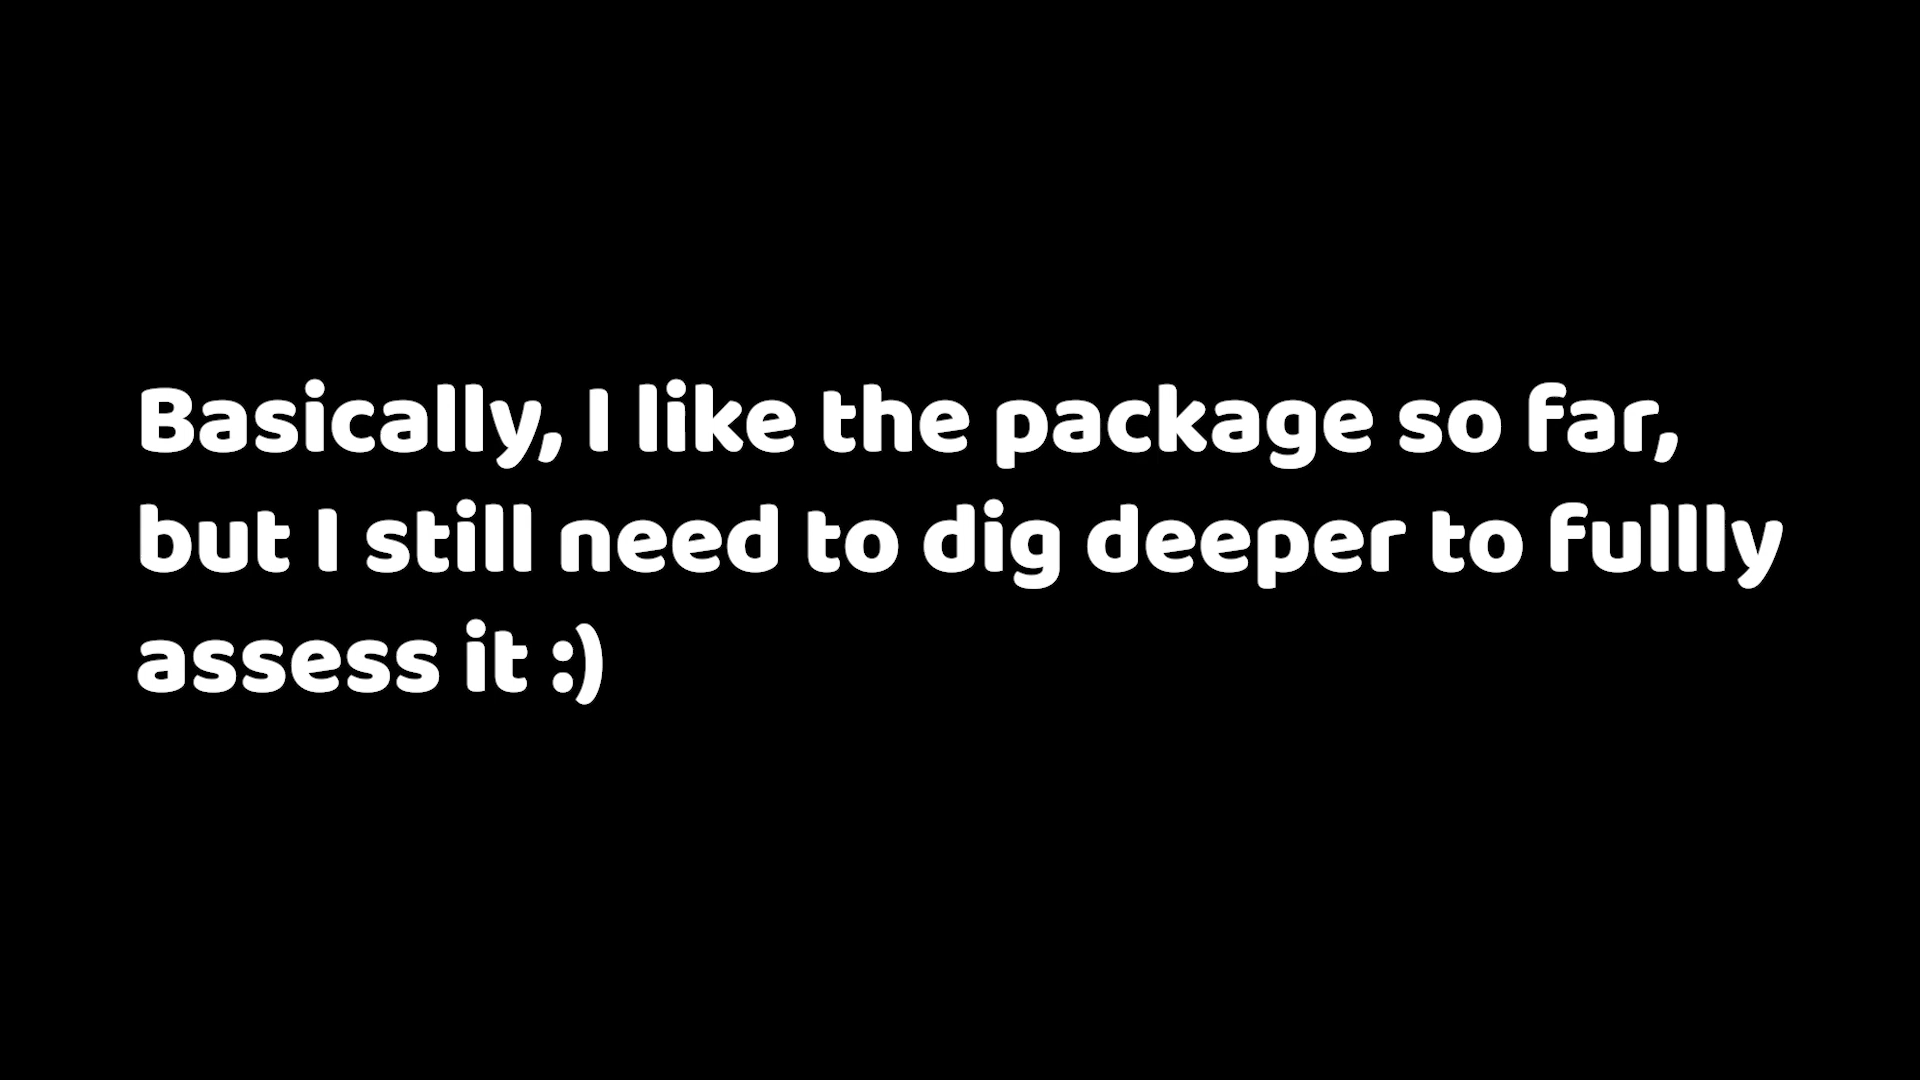 Basically, I like the package so far,
but I still need to dig deeper to fullly
assess it :)